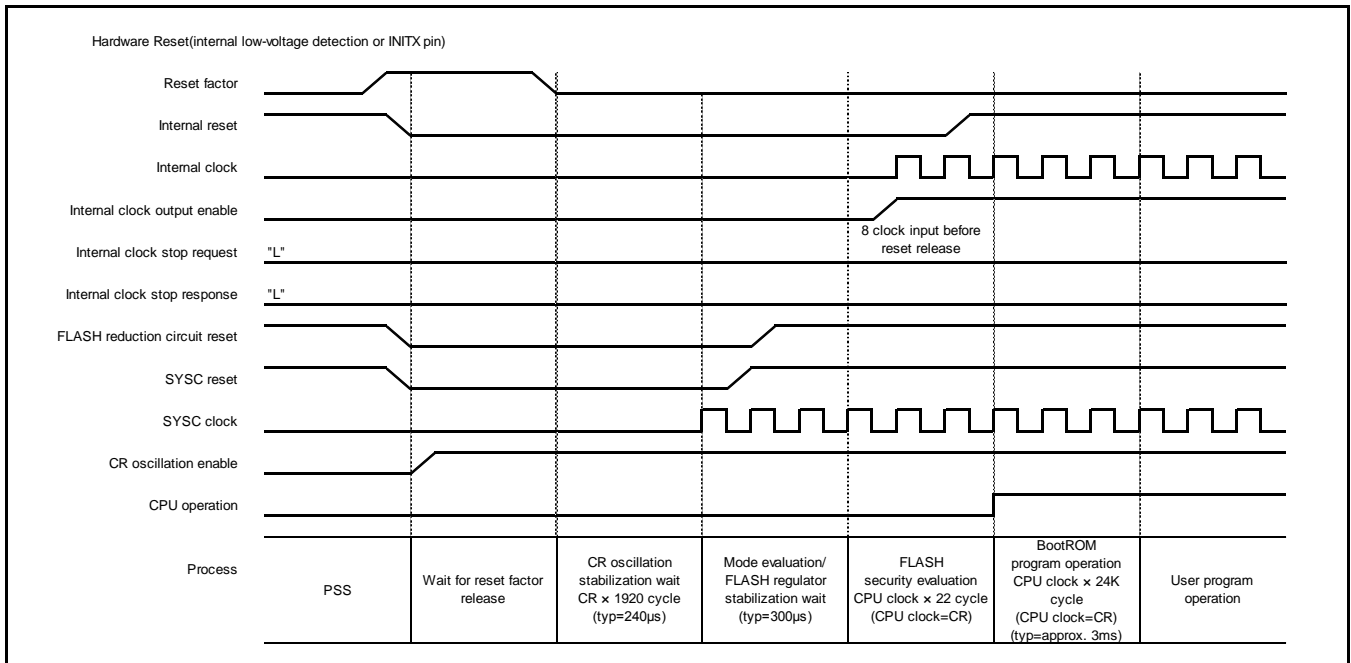 Hardware Reset(internal low-voltage detection or INITX pin)
Reset factor
Internal reset
Internal clock
Internal clock output enable
8 clock input before
reset release
Internal clock stop request
"L"
Internal clock stop response
"L"
FLASH reduction circuit reset
SYSC reset
SYSC clock
CR oscillation enable
CPU operation
Process
PSS
Wait for reset factor
release
CR oscillation
stabilization wait
CR × 1920 cycle
(typ=240µs)
Mode evaluation/
FLASH regulator
stabilization wait
(typ=300µs)
FLASH
security evaluation
CPU clock × 22 cycle
(CPU clock=CR)
BootROM
program operation
CPU clock × 24K
cycle
(CPU clock=CR)
(typ=approx. 3ms)
User program
operation